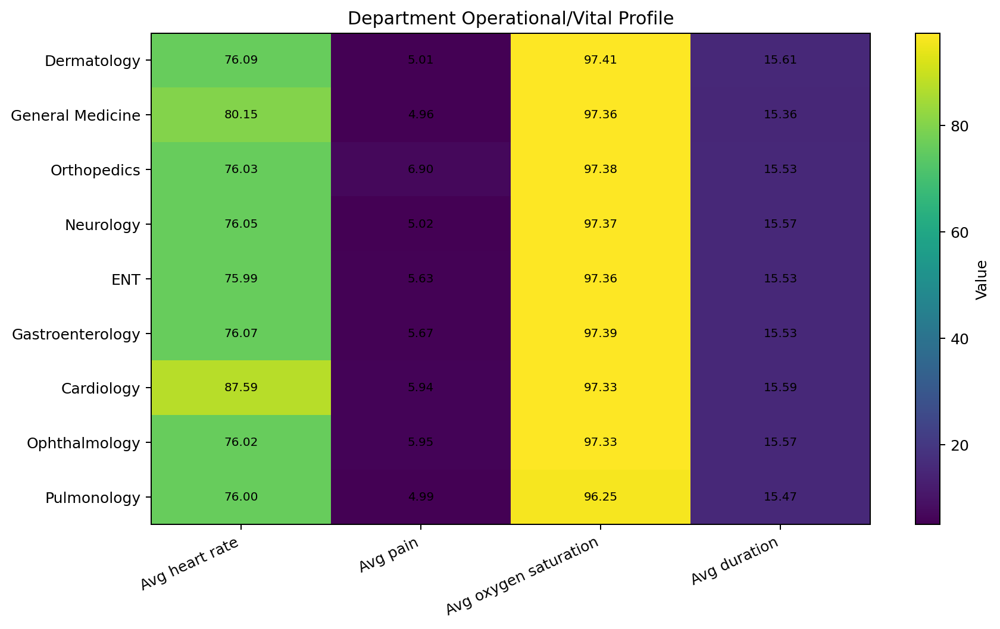 Department Operational/Vital Profile
Dermatology 76.09 5.01 97.41 15.61
General Medicine 80.15 4.96 97.36 15.36
80
Orthopedics 76.03 6.90 97.38 15.53
Neurology 76.05 5.02 97.37 15.57
60
ENT 75.99 5.63 97.36 15.53
Value
Gastroenterology 76.07 5.67 97.39 15.53
40
Cardiology 87.59 5.94 97.33 15.59
Ophthalmology 76.02 5.95 97.33 15.57
20
Pulmonology 76.00 4.99 96.25 15.47
Avg heart rate
Avg pain
Avg oxygen saturation
Avg duration